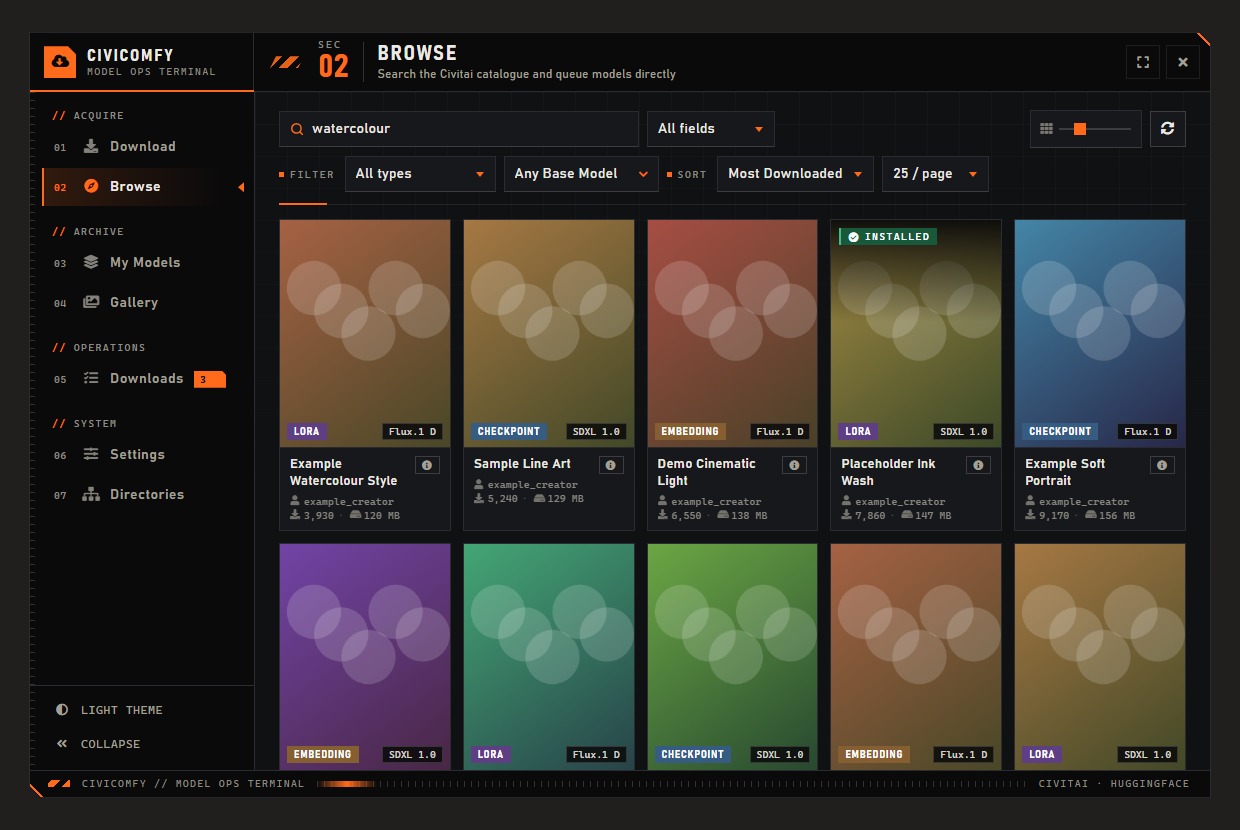 CIVICOMFY
MODEL OPS TERMINAL
SEC
02
BROWSE
Search the Civitai catalogue and queue models directly
// ACQUIRE
01 Download
02 Browse
// ARCHIVE
03 My Models
04 Gallery
// OPERATIONS
05 Downloads 3
// SYSTEM
06 Settings
07 Directories
LIGHT THEME
COLLAPSE
watercolour
All fields
FILTER All types Any Base Model SORT Most Downloaded 25 / page
LORA Flux.1 D
Example
Watercolour Style
example_creator
3,930 · 120 MB
CHECKPOINT SDXL 1.0
Sample Line Art
example_creator
5,240 · 129 MB
EMBEDDING Flux.1 D
Demo Cinematic
Light
example_creator
6,550 · 138 MB
INSTALLED
LORA SDXL 1.0
Placeholder Ink
Wash
example_creator
7,860 · 147 MB
CHECKPOINT Flux.1 D
Example Soft
Portrait
example_creator
9,170 · 156 MB
EMBEDDING SDXL 1.0
LORA Flux.1 D
CHECKPOINT SDXL 1.0
EMBEDDING Flux.1 D
LORA SDXL 1.0
CIVICOMFY // MODEL OPS TERMINAL
CIVITAI · HUGGINGFACE